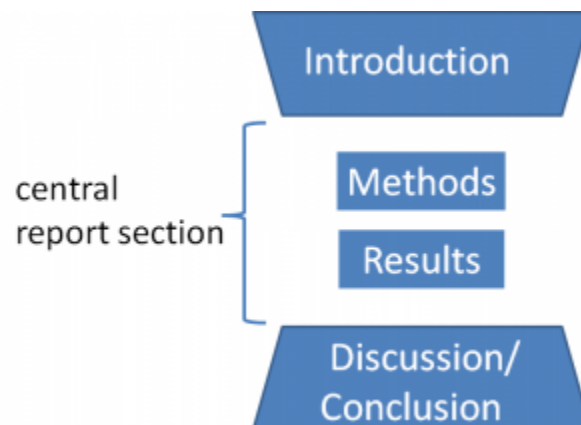 Introduction
central
report section
Methods
Results
Discussion/
Conclusion